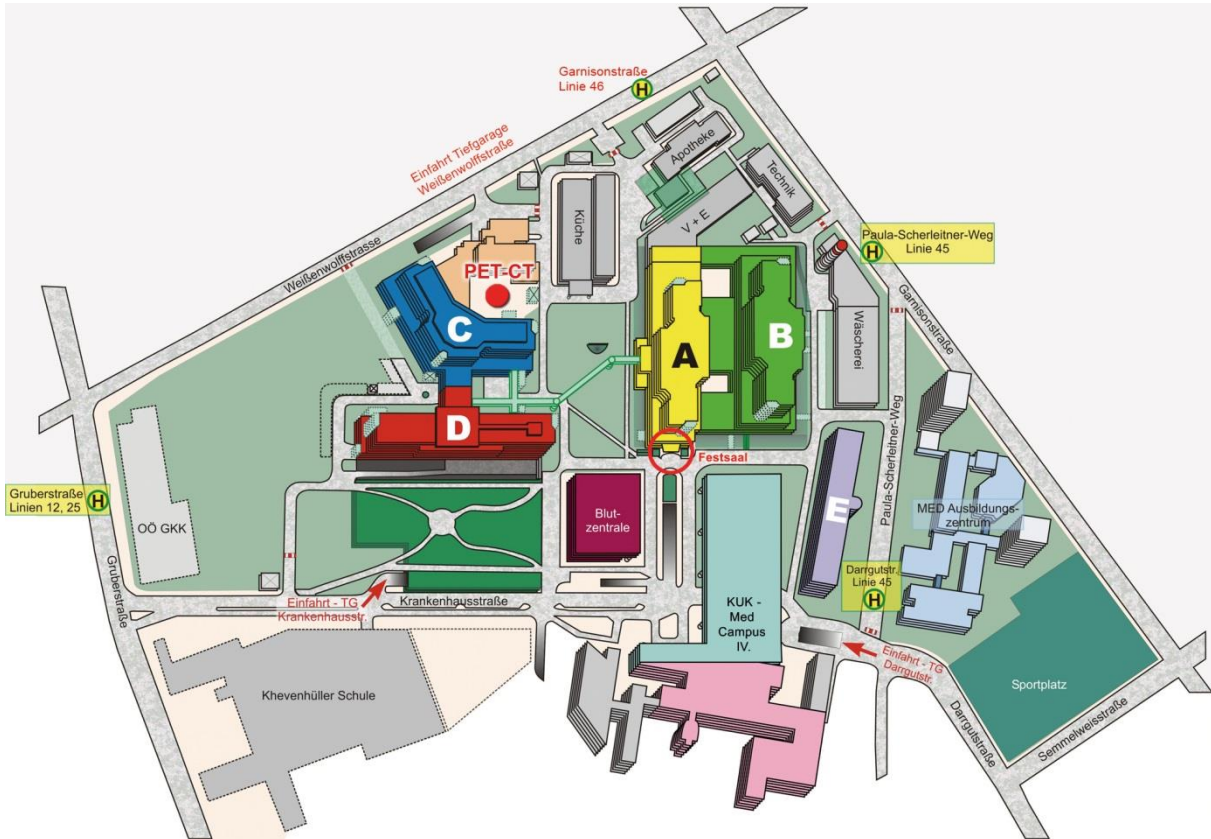 Garnisonstraße
Linie 46
H
Einfahrt Tiefgarage
Weißenwolffstraße
Apotheke
Technik
Küche
V + E
Paula-Scherleitner-Weg
Linie 45
H
Weißenwolffstrasse
PET-CT
C
A
B
Garnisonstraße
Wäscherei
D
Festsaal
Paula-Scherleitner-Weg
Gruberstraße
Linien 12, 25
H
OÖ GKK
Blut-
zentrale
E
MED Ausbildungs-
zentrum
Darrgutstr.
Linie 45
H
Gruberstraße
Einfahrt - TG
Krankenhausstr.
Krankenhausstraße
KUK -
Med
Campus
IV.
Einfahrt - TG
Darrgutstr.
Khevenhüller Schule
Sportplatz
Darrgutstraße
Semmelweisstraße